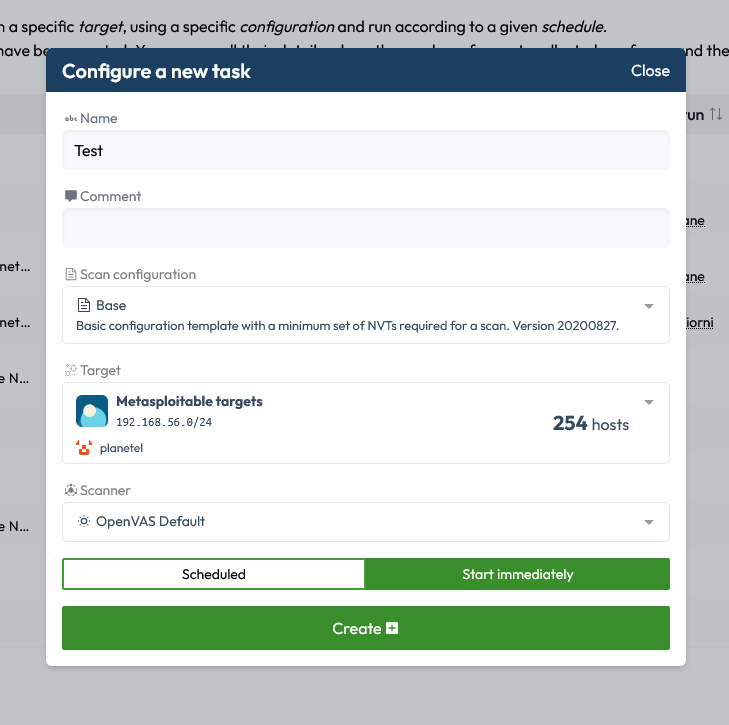 n a specific target, using a specific configuration and run according to a given schedule.
Configure a new task
Close
abc Name
Test
Comment
Scan configuration
Base
Basic configuration template with a minimum set of NVTs required for a scan. Version 20200827.
Target
Metasploitable targets
192.168.56.0/24
254 hosts
planetel
Scanner
OpenVAS Default
Scheduled
Start immediately
Create
have be
nd the
run
ane
net...
ane
net...
iorni
e N...
e N...